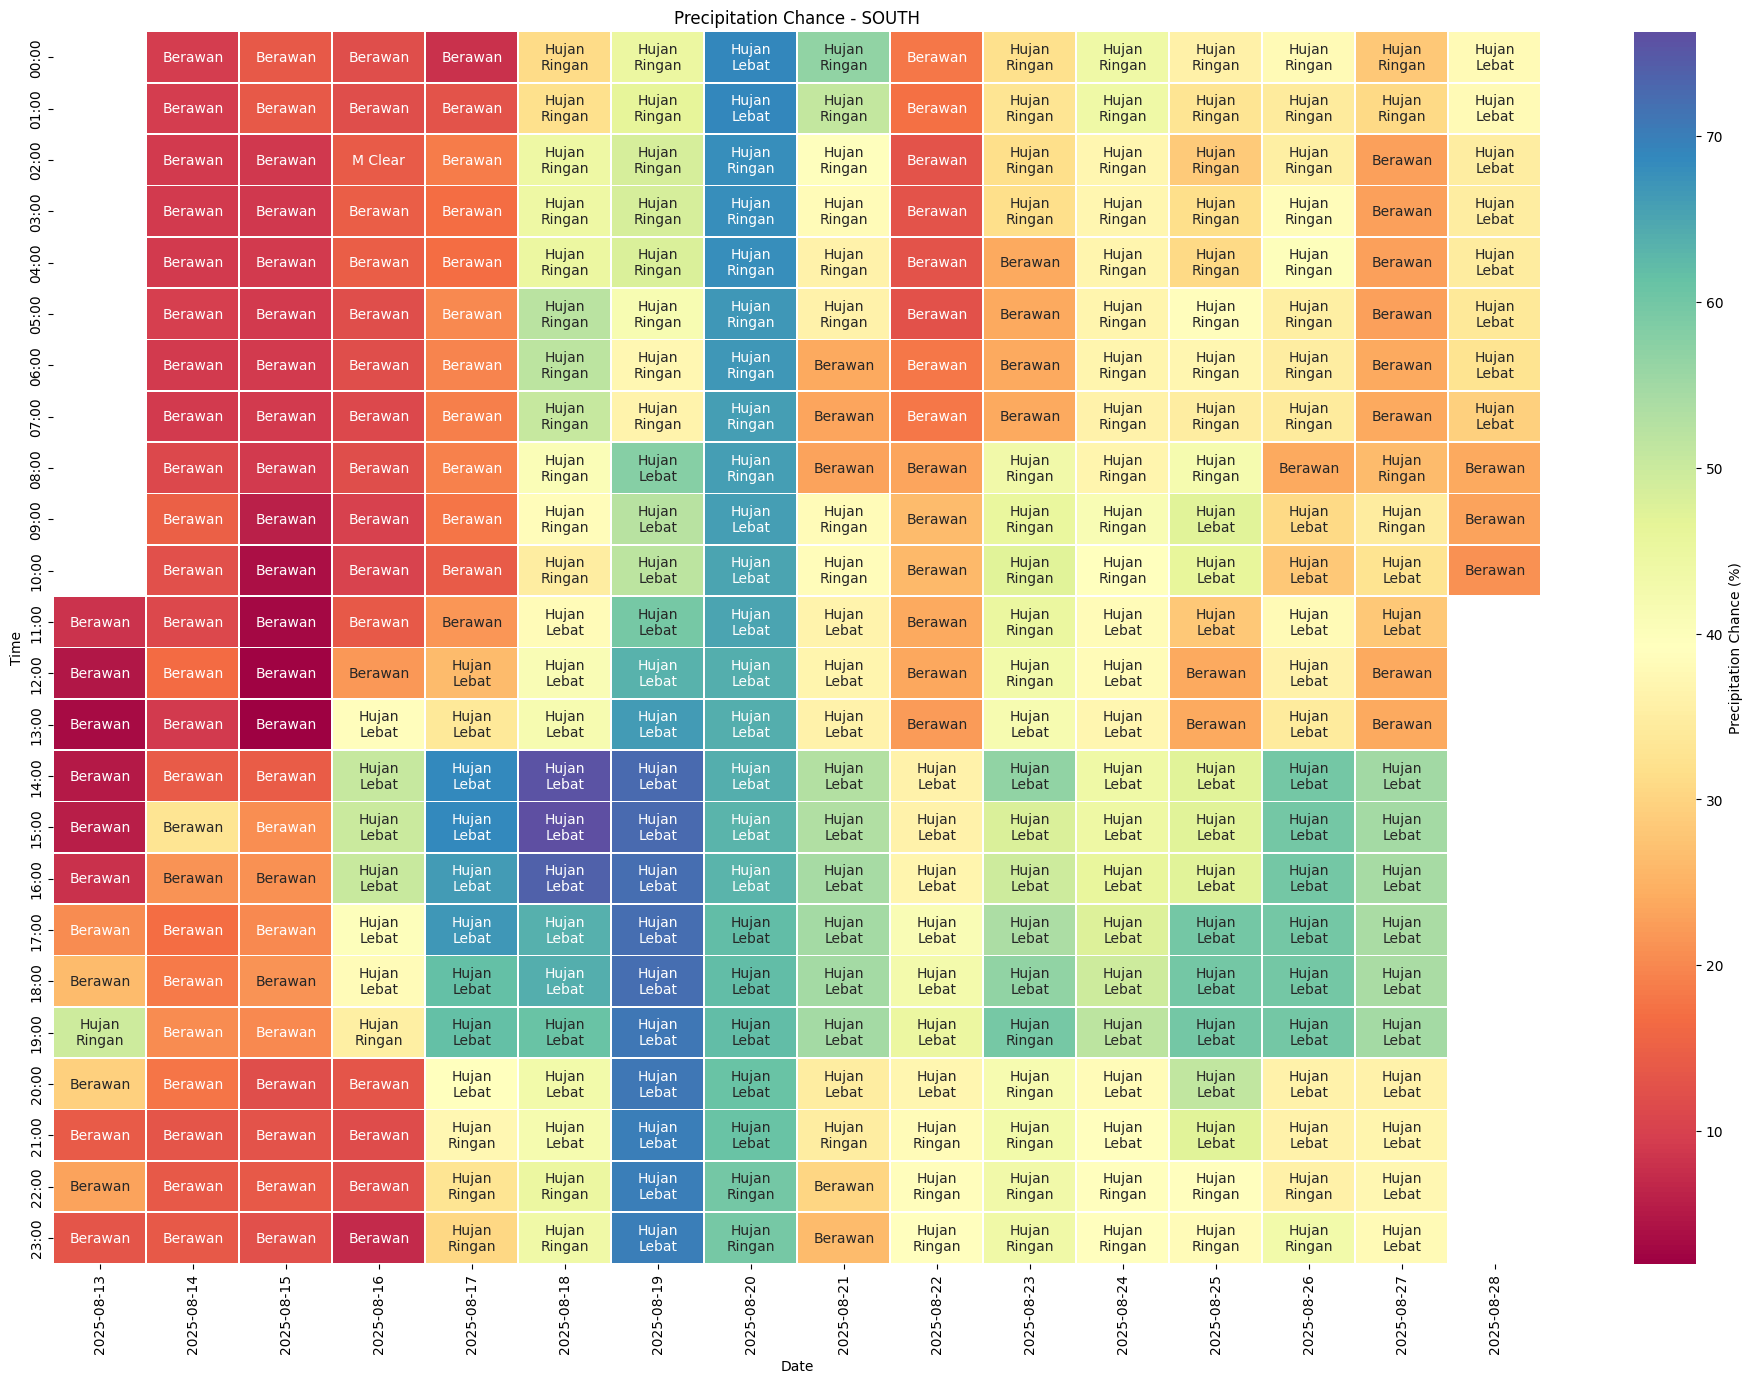 Precipitation Chance - SOUTH
00:00 Berawan Berawan Berawan Berawan Hujan Ringan Hujan Ringan Hujan Lebat Hujan Ringan Berawan Hujan Ringan Hujan Ringan Hujan Ringan Hujan Ringan Hujan Ringan Hujan Lebat
01:00 Berawan Berawan Berawan Berawan Hujan Ringan Hujan Ringan Hujan Lebat Hujan Ringan Berawan Hujan Ringan Hujan Ringan Hujan Ringan Hujan Ringan Hujan Ringan Hujan Lebat
02:00 Berawan Berawan M Clear Berawan Hujan Ringan Hujan Ringan Hujan Ringan Hujan Ringan Berawan Hujan Ringan Hujan Ringan Hujan Ringan Hujan Ringan Berawan Hujan Lebat
03:00 Berawan Berawan Berawan Berawan Hujan Ringan Hujan Ringan Hujan Ringan Hujan Ringan Berawan Hujan Ringan Hujan Ringan Hujan Ringan Hujan Ringan Berawan Hujan Lebat
04:00 Berawan Berawan Berawan Berawan Hujan Ringan Hujan Ringan Hujan Ringan Hujan Ringan Berawan Berawan Hujan Ringan Hujan Ringan Hujan Ringan Berawan Hujan Lebat
05:00 Berawan Berawan Berawan Berawan Hujan Ringan Hujan Ringan Hujan Ringan Hujan Ringan Berawan Berawan Hujan Ringan Hujan Ringan Hujan Ringan Berawan Hujan Lebat
06:00 Berawan Berawan Berawan Berawan Hujan Ringan Hujan Ringan Hujan Ringan Berawan Berawan Berawan Hujan Ringan Hujan Ringan Hujan Ringan Berawan Hujan Lebat
07:00 Berawan Berawan Berawan Berawan Hujan Ringan Hujan Ringan Hujan Ringan Berawan Berawan Berawan Hujan Ringan Hujan Ringan Hujan Ringan Berawan Hujan Lebat
08:00 Berawan Berawan Berawan Berawan Hujan Ringan Hujan Lebat Hujan Ringan Berawan Berawan Hujan Ringan Hujan Ringan Hujan Ringan Berawan Hujan Ringan Berawan
09:00 Berawan Berawan Berawan Berawan Hujan Ringan Hujan Lebat Hujan Lebat Hujan Ringan Berawan Hujan Ringan Hujan Ringan Hujan Lebat Hujan Lebat Hujan Ringan Berawan
10:00 Berawan Berawan Berawan Berawan Hujan Ringan Hujan Lebat Hujan Lebat Hujan Ringan Berawan Hujan Ringan Hujan Ringan Hujan Lebat Hujan Lebat Hujan Lebat Berawan
11:00 Berawan Berawan Berawan Berawan Berawan Hujan Lebat Hujan Lebat Hujan Lebat Hujan Lebat Berawan Hujan Ringan Hujan Lebat Hujan Lebat Hujan Lebat Hujan Lebat
12:00 Berawan Berawan Berawan Berawan Hujan Lebat Hujan Lebat Hujan Lebat Hujan Lebat Hujan Lebat Berawan Hujan Ringan Hujan Lebat Berawan Hujan Lebat Berawan
13:00 Berawan Berawan Berawan Hujan Lebat Hujan Lebat Hujan Lebat Hujan Lebat Hujan Lebat Hujan Lebat Berawan Hujan Lebat Hujan Lebat Berawan Hujan Lebat Berawan
14:00 Berawan Berawan Berawan Hujan Lebat Hujan Lebat Hujan Lebat Hujan Lebat Hujan Lebat Hujan Lebat Hujan Lebat Hujan Lebat Hujan Lebat Hujan Lebat Hujan Lebat Hujan Lebat
15:00 Berawan Berawan Berawan Hujan Lebat Hujan Lebat Hujan Lebat Hujan Lebat Hujan Lebat Hujan Lebat Hujan Lebat Hujan Lebat Hujan Lebat Hujan Lebat Hujan Lebat Hujan Lebat
16:00 Berawan Berawan Berawan Hujan Lebat Hujan Lebat Hujan Lebat Hujan Lebat Hujan Lebat Hujan Lebat Hujan Lebat Hujan Lebat Hujan Lebat Hujan Lebat Hujan Lebat Hujan Lebat
17:00 Berawan Berawan Berawan Hujan Lebat Hujan Lebat Hujan Lebat Hujan Lebat Hujan Lebat Hujan Lebat Hujan Lebat Hujan Lebat Hujan Lebat Hujan Lebat Hujan Lebat Hujan Lebat
18:00 Berawan Berawan Berawan Hujan Lebat Hujan Lebat Hujan Lebat Hujan Lebat Hujan Lebat Hujan Lebat Hujan Lebat Hujan Lebat Hujan Lebat Hujan Lebat Hujan Lebat Hujan Lebat
19:00 Hujan Ringan Berawan Berawan Hujan Ringan Hujan Lebat Hujan Lebat Hujan Lebat Hujan Lebat Hujan Lebat Hujan Lebat Hujan Ringan Hujan Lebat Hujan Lebat Hujan Lebat Hujan Lebat
20:00 Berawan Berawan Berawan Berawan Hujan Lebat Hujan Lebat Hujan Lebat Hujan Lebat Hujan Lebat Hujan Lebat Hujan Ringan Hujan Lebat Hujan Lebat Hujan Lebat Hujan Lebat
21:00 Berawan Berawan Berawan Berawan Hujan Ringan Hujan Lebat Hujan Lebat Hujan Lebat Hujan Ringan Hujan Ringan Hujan Ringan Hujan Lebat Hujan Lebat Hujan Lebat Hujan Lebat
22:00 Berawan Berawan Berawan Berawan Hujan Ringan Hujan Ringan Hujan Lebat Hujan Ringan Berawan Hujan Ringan Hujan Ringan Hujan Ringan Hujan Ringan Hujan Ringan Hujan Lebat
23:00 Berawan Berawan Berawan Berawan Hujan Ringan Hujan Ringan Hujan Lebat Hujan Ringan Berawan Hujan Ringan Hujan Ringan Hujan Ringan Hujan Ringan Hujan Ringan Hujan Lebat
Time
2025-08-13 2025-08-14 2025-08-15 2025-08-16 2025-08-17 2025-08-18 2025-08-19 2025-08-20 2025-08-21 2025-08-22 2025-08-23 2025-08-24 2025-08-25 2025-08-26 2025-08-27 2025-08-28
Date
70
60
50
40
30
20
10
Precipitation Chance (%)